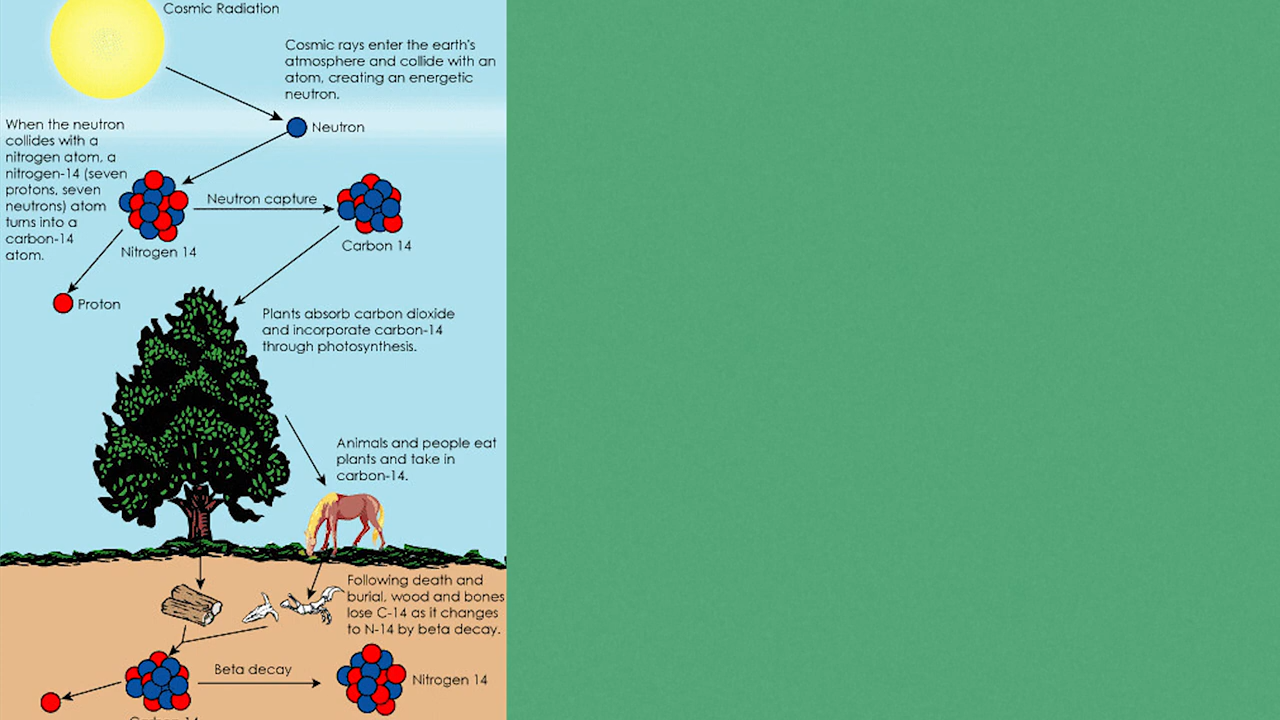 Cosmic Radiation
Cosmic rays enter the earth's
atmosphere and collide with an
atom, creating an energetic
neutron.
Neutron
When the neutron
collides with a
nitrogen atom, a
nitrogen-14 (seven
protons, seven
neutrons) atom
turns into a
carbon-14
atom.
Neutron capture
Nitrogen 14
Carbon 14
Proton
Plants absorb carbon dioxide
and incorporate carbon-14
through photosynthesis.
Animals and people eat
plants and take in
carbon-14.
Following death and
burial, wood and bones
lose C-14 as it changes
to N-14 by beta decay.
Beta decay
Nitrogen 14
Carbon 14